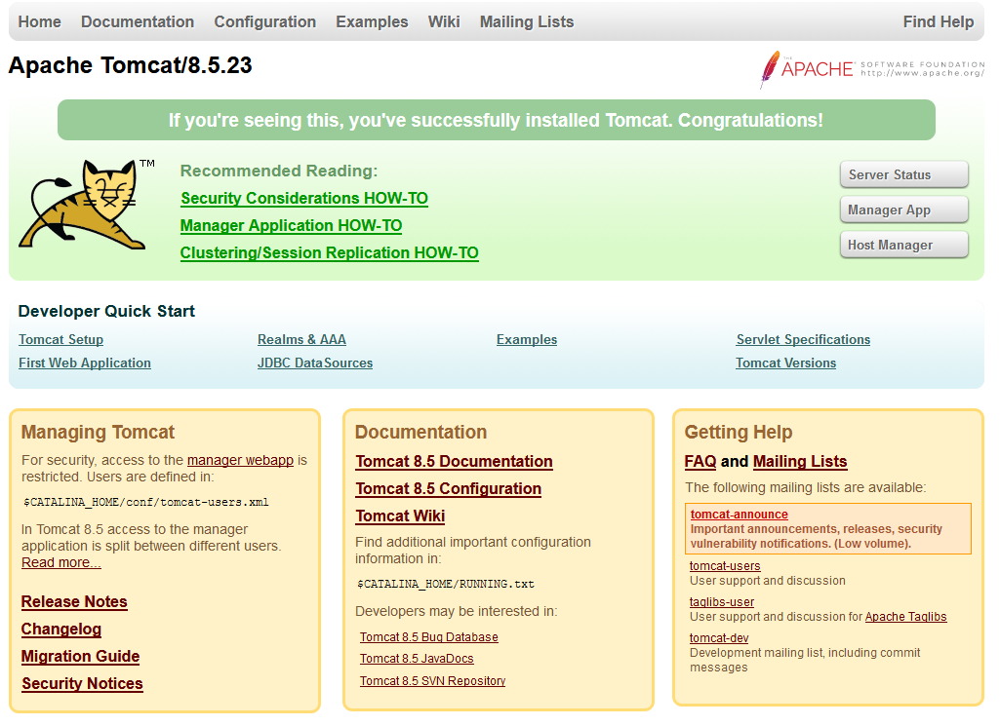 Home Documentation Configuration Examples Wiki Mailing Lists Find Help
Apache Tomcat/8.5.23
THE APACHE SOFTWARE FOUNDATION
http://www.apache.org/
If you're seeing this, you've successfully installed Tomcat. Congratulations!
TM
Recommended Reading:
Security Considerations HOW-TO
Manager Application HOW-TO
Clustering/Session Replication HOW-TO
Server Status
Manager App
Host Manager
Developer Quick Start
Tomcat Setup
First Web Application
Realms & AAA
JDBC DataSources
Examples
Servlet Specifications
Tomcat Versions
Managing Tomcat
For security, access to the manager webapp is
restricted. Users are defined in:
$CATALINA_HOME/conf/tomcat-users.xml
In Tomcat 8.5 access to the manager
application is split between different users.
Read more...
Release Notes
Changelog
Migration Guide
Security Notices
Documentation
Tomcat 8.5 Documentation
Tomcat 8.5 Configuration
Tomcat Wiki
Find additional important configuration
information in:
$CATALINA_HOME/RUNNING.txt
Developers may be interested in:
Tomcat 8.5 Bug Database
Tomcat 8.5 JavaDocs
Tomcat 8.5 SVN Repository
Getting Help
FAQ and Mailing Lists
The following mailing lists are available:
tomcat-announce
Important announcements, releases, security
vulnerability notifications. (Low volume).
tomcat-users
User support and discussion
taglibs-user
User support and discussion for Apache Taglibs
tomcat-dev
Development mailing list, including commit
messages